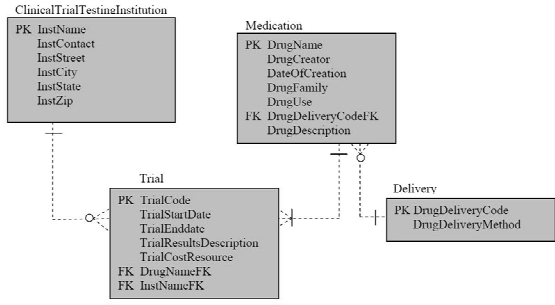 ClinicalTrialTestingInstitution
PK InstName
InstContact
InstStreet
InstCity
InstState
InstZip
Medication
PK DrugName
DrugCreator
DateOfCreation
DrugFamily
DrugUse
FK DrugDeliveryCodeFK
DrugDescription
Trial
PK TrialCode
TrialStartDate
TrialEnddate
TrialResultsDescription
TrialCostResource
FK DrugNameFK
FK InstNameFK
Delivery
PK DrugDeliveryCode
DrugDeliveryMethod